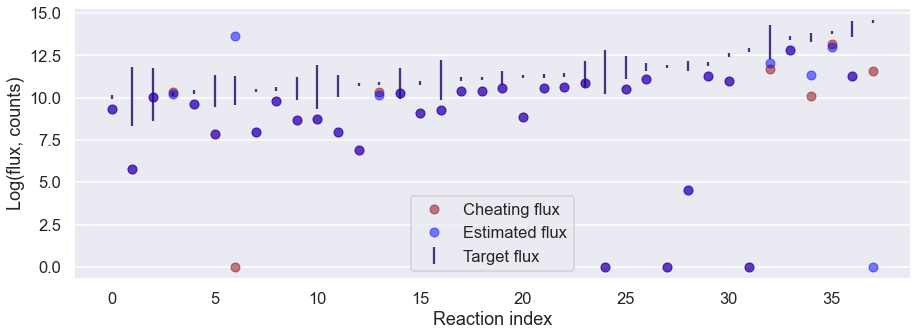 Log(flux, counts)
15.0
12.5
10.0
7.5
5.0
2.5
0.0
Cheating flux
Estimated flux
Target flux
0 5 10 15 20 25 30 35
Reaction index